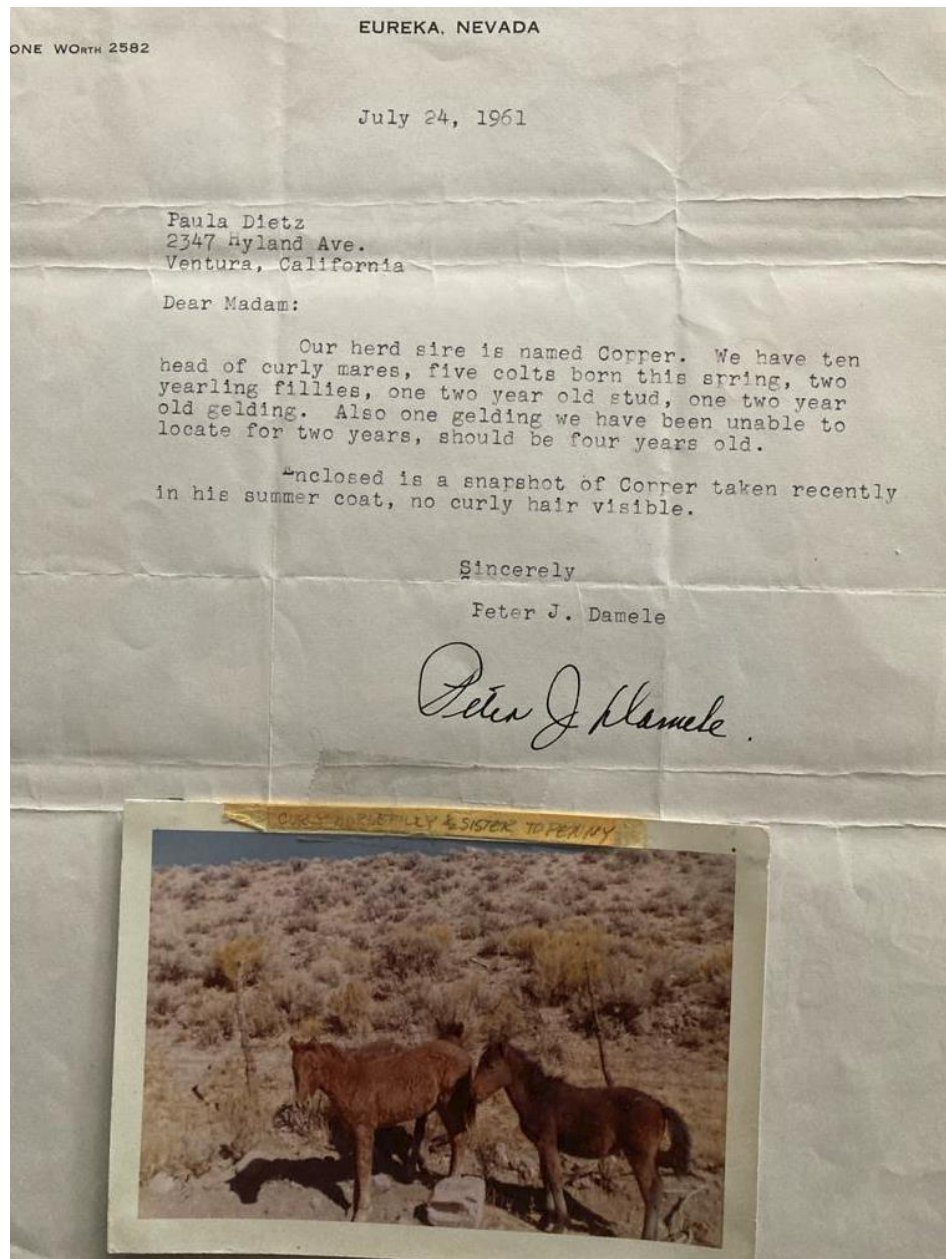 EUREKA, NEVADA
ONE WORTH 2582
July 24, 1961
Paula Dietz
2347 Hyland Ave.
Ventura, California
Dear Madam:
Our herd sire is named Copper. We have ten
head of curly mares, five colts born this spring, two
yearling fillies, one two year old stud, one two year
old gelding. Also one gelding we have been unable to
locate for two years, should be four years old.
Enclosed is a snapshot of Copper taken recently
in his summer coat, no curly hair visible.
Sincerely
Peter J. Damele
Peter J Damele.
CURLY HORSE FILLY ½ SISTER TO PENNY